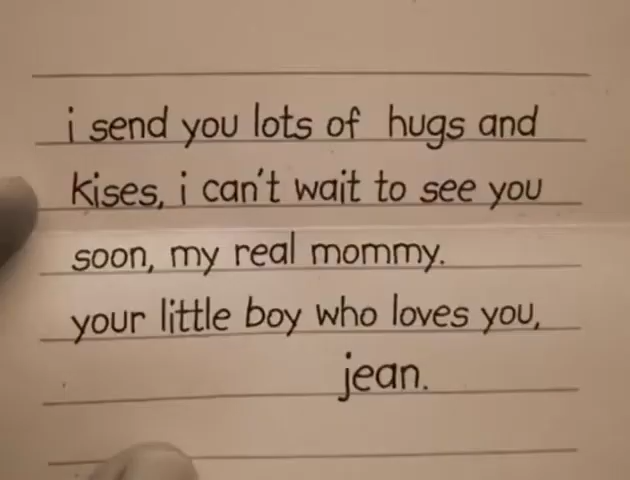 i send you lots of hugs and
kises, i can't wait to see you
soon, my real mommy.
your little boy who loves you,
jean.